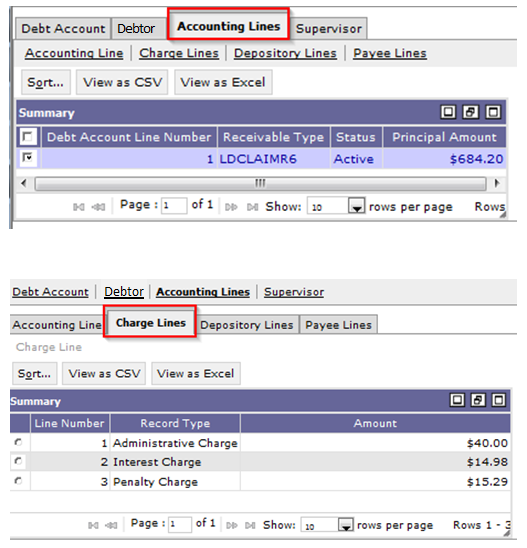 Debt Account Debtor Accounting Lines Supervisor
Accounting Line Charge Lines Depository Lines Payee Lines
Sort... View as CSV View as Excel
Summary
Debt Account Line Number Receivable Type Status Principal Amount
1 LDCLAIMR6 Active $684.20
Page : 1 of 1 Show: 10 rows per page Rows
Debt Account Debtor Accounting Lines Supervisor
Accounting Line Charge Lines Depository Lines Payee Lines
Charge Line
Sort... View as CSV View as Excel
Summary
Line Number Record Type Amount
1 Administrative Charge $40.00
2 Interest Charge $14.98
3 Penalty Charge $15.29
Page : 1 of 1 Show: 10 rows per page Rows 1 - 3